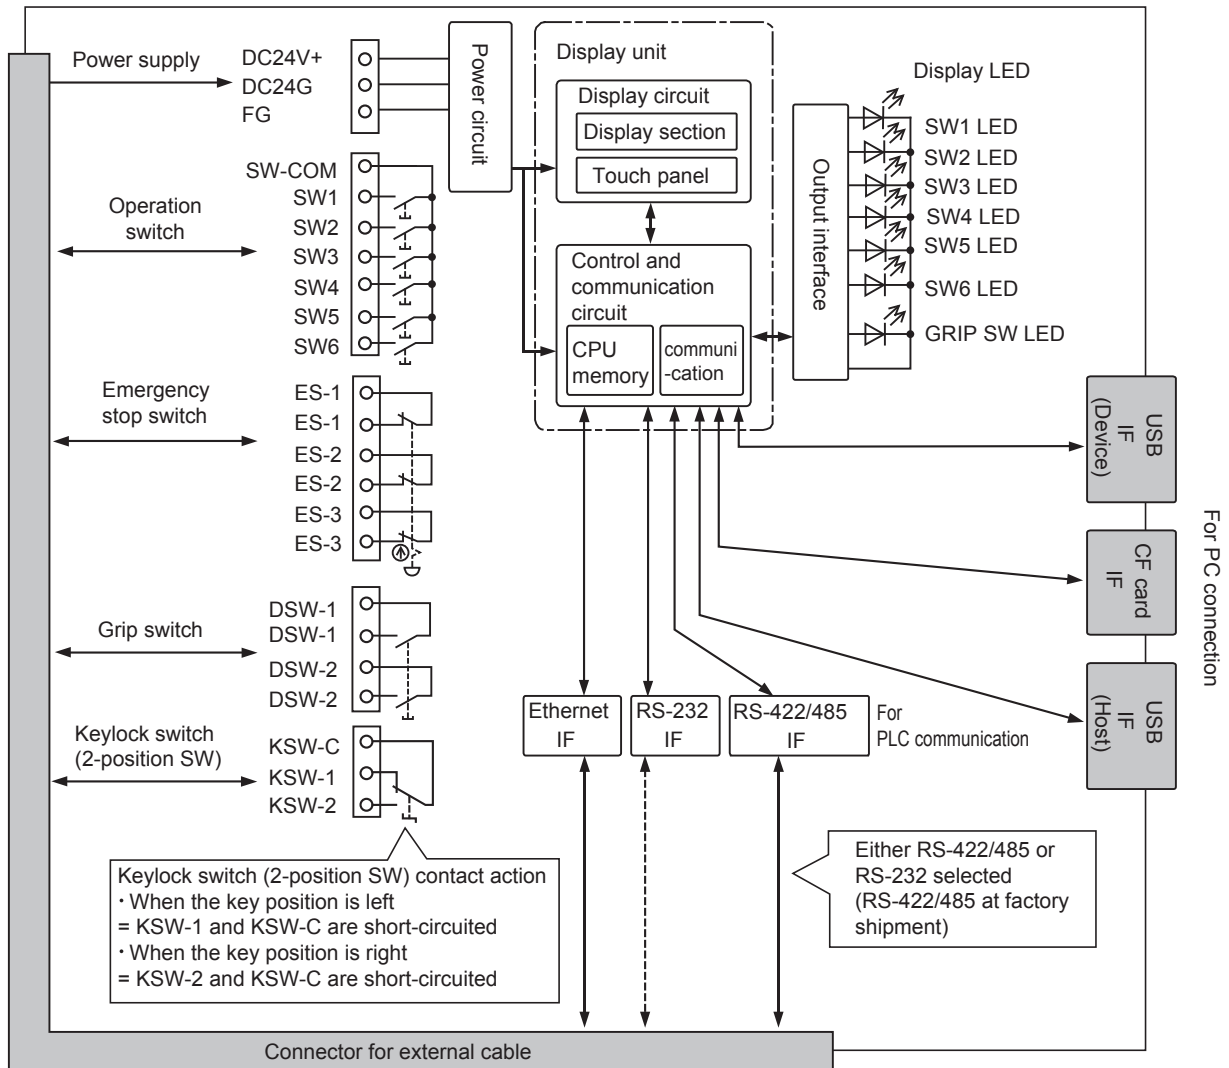 Power supply
DC24V+
DC24G
FG
Power circuit
Display unit
Display circuit
Display section
Touch panel
Control and
communication
circuit
CPU
memory
communi
-cation
Output interface
Display LED
SW1 LED
SW2 LED
SW3 LED
SW4 LED
SW5 LED
SW6 LED
GRIP SW LED
Operation
switch
SW-COM
SW1
SW2
SW3
SW4
SW5
SW6
Emergency
stop switch
ES-1
ES-1
ES-2
ES-2
ES-3
ES-3
Grip switch
DSW-1
DSW-1
DSW-2
DSW-2
Keylock switch
(2-position SW)
KSW-C
KSW-1
KSW-2
USB
IF
(Device)
CF card
IF
USB
IF
(Host)
For PC connection
Ethernet
IF
RS-232
IF
RS-422/485
IF
For
PLC communication
Keylock switch (2-position SW) contact action
・When the key position is left
= KSW-1 and KSW-C are short-circuited
・When the key position is right
= KSW-2 and KSW-C are short-circuited
Either RS-422/485 or
RS-232 selected
(RS-422/485 at factory
shipment)
Connector for external cable